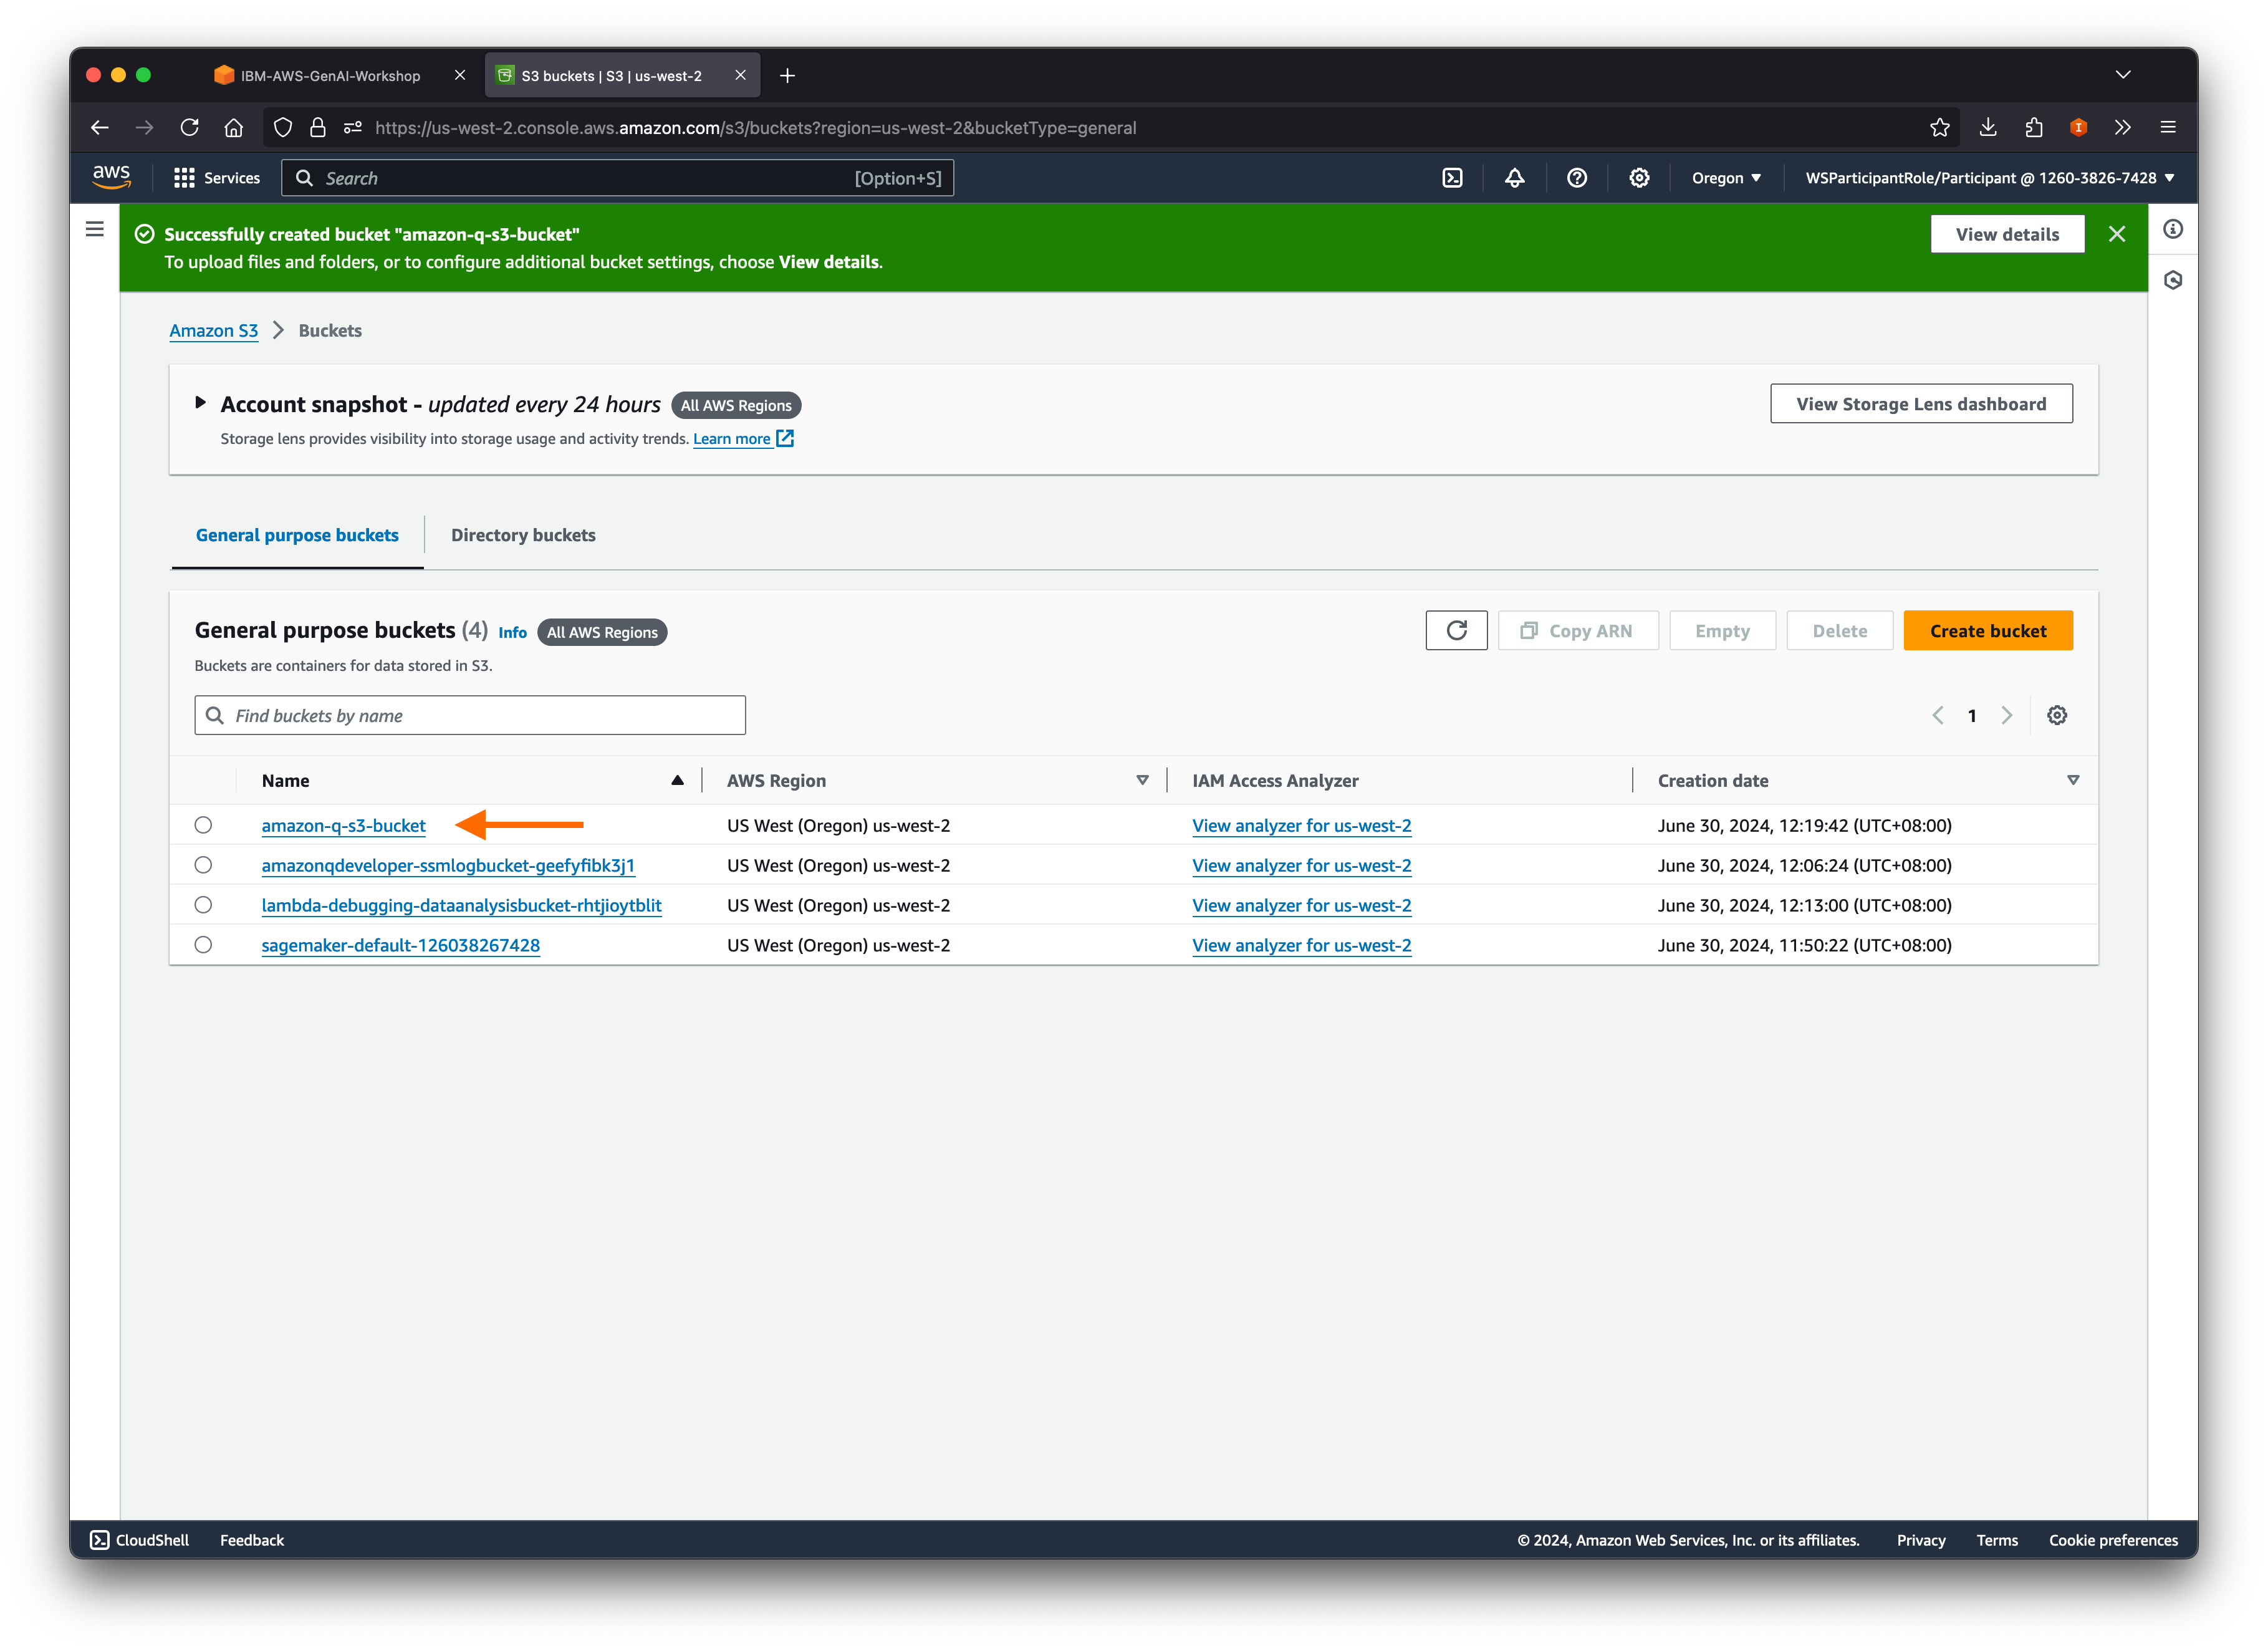 IBM-AWS-GenAI-Workshop
S3 buckets | S3 | us-west-2
https://us-west-2.console.aws.amazon.com/s3/buckets?region=us-west-2&bucketType=general
aws
Services
Search
[Option+S]
Oregon
WSParticipantRole/Participant @ 1260-3826-7428
Successfully created bucket "amazon-q-s3-bucket"
To upload files and folders, or to configure additional bucket settings, choose View details.
View details
Amazon S3
Buckets
Account snapshot - updated every 24 hours
All AWS Regions
Storage lens provides visibility into storage usage and activity trends. Learn more
View Storage Lens dashboard
General purpose buckets
Directory buckets
General purpose buckets (4) Info
All AWS Regions
Buckets are containers for data stored in S3.
Copy ARN
Empty
Delete
Create bucket
Find buckets by name
1
Name
AWS Region
IAM Access Analyzer
Creation date
amazon-q-s3-bucket
US West (Oregon) us-west-2
View analyzer for us-west-2
June 30, 2024, 12:19:42 (UTC+08:00)
amazonqdeveloper-ssmlogbucket-geefyfibk3j1
US West (Oregon) us-west-2
View analyzer for us-west-2
June 30, 2024, 12:06:24 (UTC+08:00)
lambda-debugging-dataanalysisbucket-rhtjioytblit
US West (Oregon) us-west-2
View analyzer for us-west-2
June 30, 2024, 12:13:00 (UTC+08:00)
sagemaker-default-126038267428
US West (Oregon) us-west-2
View analyzer for us-west-2
June 30, 2024, 11:50:22 (UTC+08:00)
CloudShell
Feedback
© 2024, Amazon Web Services, Inc. or its affiliates.
Privacy
Terms
Cookie preferences